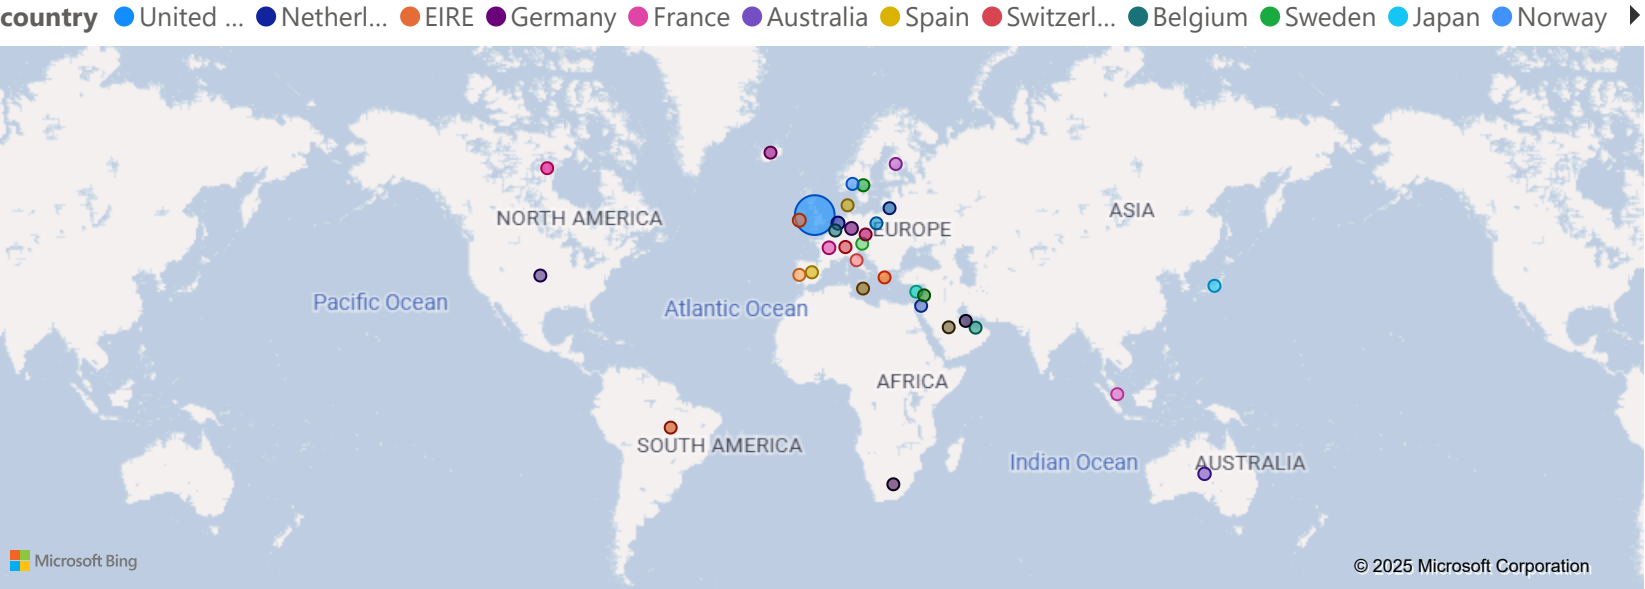 country United ... Netherl... EIRE Germany France Australia Spain Switzerl... Belgium Sweden Japan Norway
NORTH AMERICA
ASIA
EUROPE
Pacific Ocean
Atlantic Ocean
AFRICA
SOUTH AMERICA
Indian Ocean
AUSTRALIA
Microsoft Bing
© 2025 Microsoft Corporation